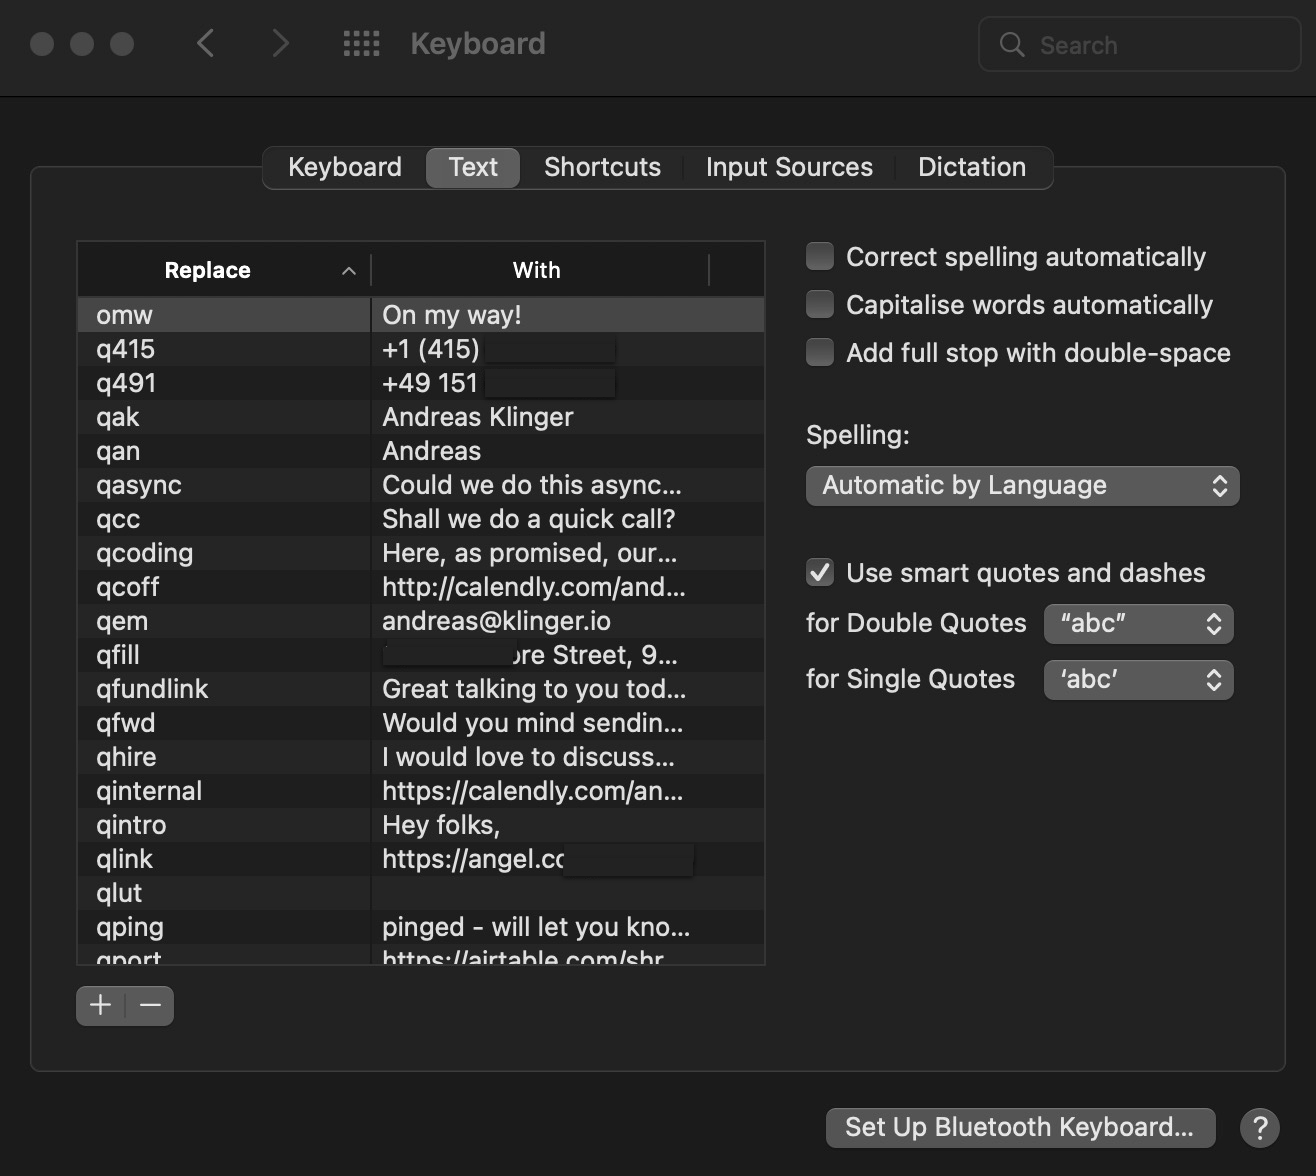 Keyboard
Search
Keyboard Text Shortcuts Input Sources Dictation
Replace With
omw On my way!
q415 +1 (415)
q491 +49 151
qak Andreas Klinger
qan Andreas
qasync Could we do this async...
qcc Shall we do a quick call?
qcoding Here, as promised, our...
qcoff http://calendly.com/and...
qem andreas@klinger.io
qfill ore Street, 9...
qfundlink Great talking to you tod...
qfwd Would you mind sendin...
qhire I would love to discuss...
qinternal https://calendly.com/an...
qintro Hey folks,
qlink https://angel.co
qlut
qping pinged - will let you kno...
qport https://airtable.com/shr
Correct spelling automatically
Capitalise words automatically
Add full stop with double-space
Spelling:
Automatic by Language
Use smart quotes and dashes
for Double Quotes “abc”
for Single Quotes ‘abc’
Set Up Bluetooth Keyboard... ?